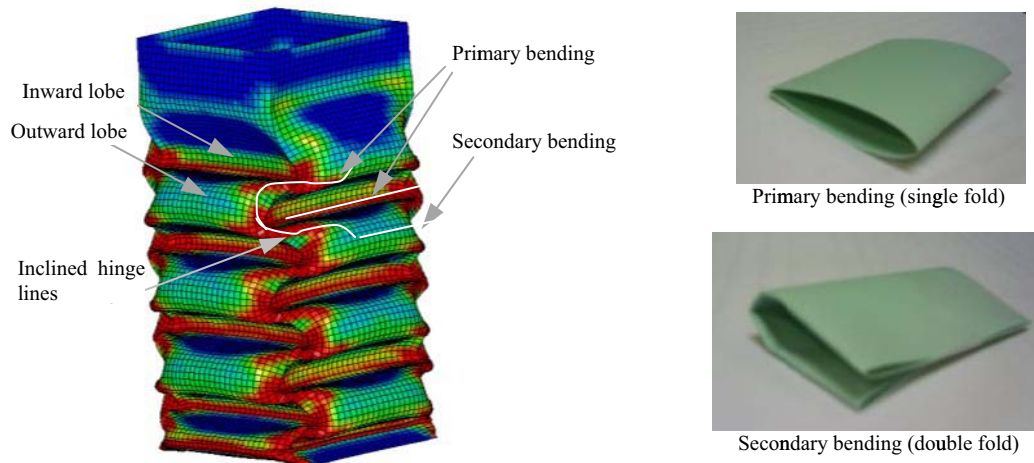 Inward lobe
Outward lobe
Inclined hinge
lines
Primary bending
Secondary bending
Primary bending (single fold)
Secondary bending (double fold)